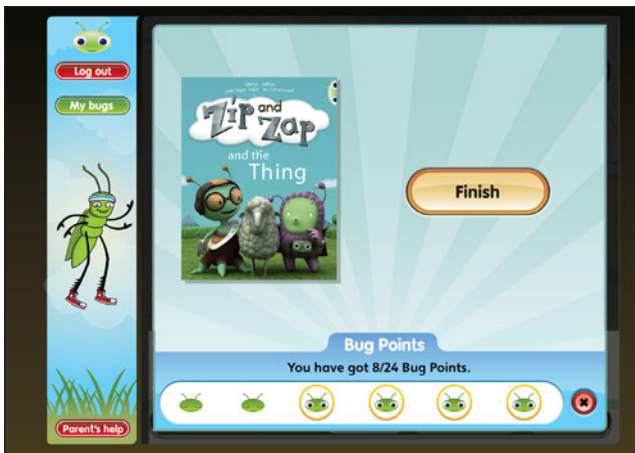 Log out
My bugs
Zip and
Zap
and the
Thing
Finish
Bug Points
You have got 8/24 Bug Points.
Parent's help